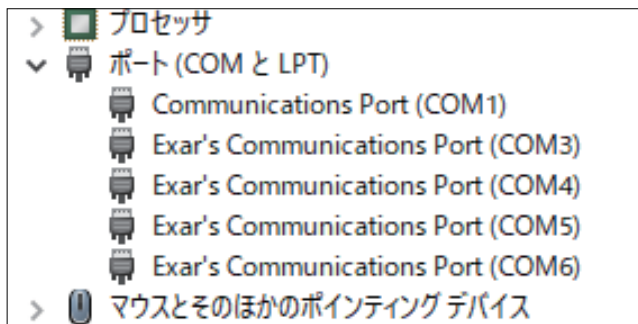 プロセッサ
ポート (COM と LPT)
Communications Port (COM1)
Exar's Communications Port (COM3)
Exar's Communications Port (COM4)
Exar's Communications Port (COM5)
Exar's Communications Port (COM6)
マウスとそのほかのポインティング デバイス